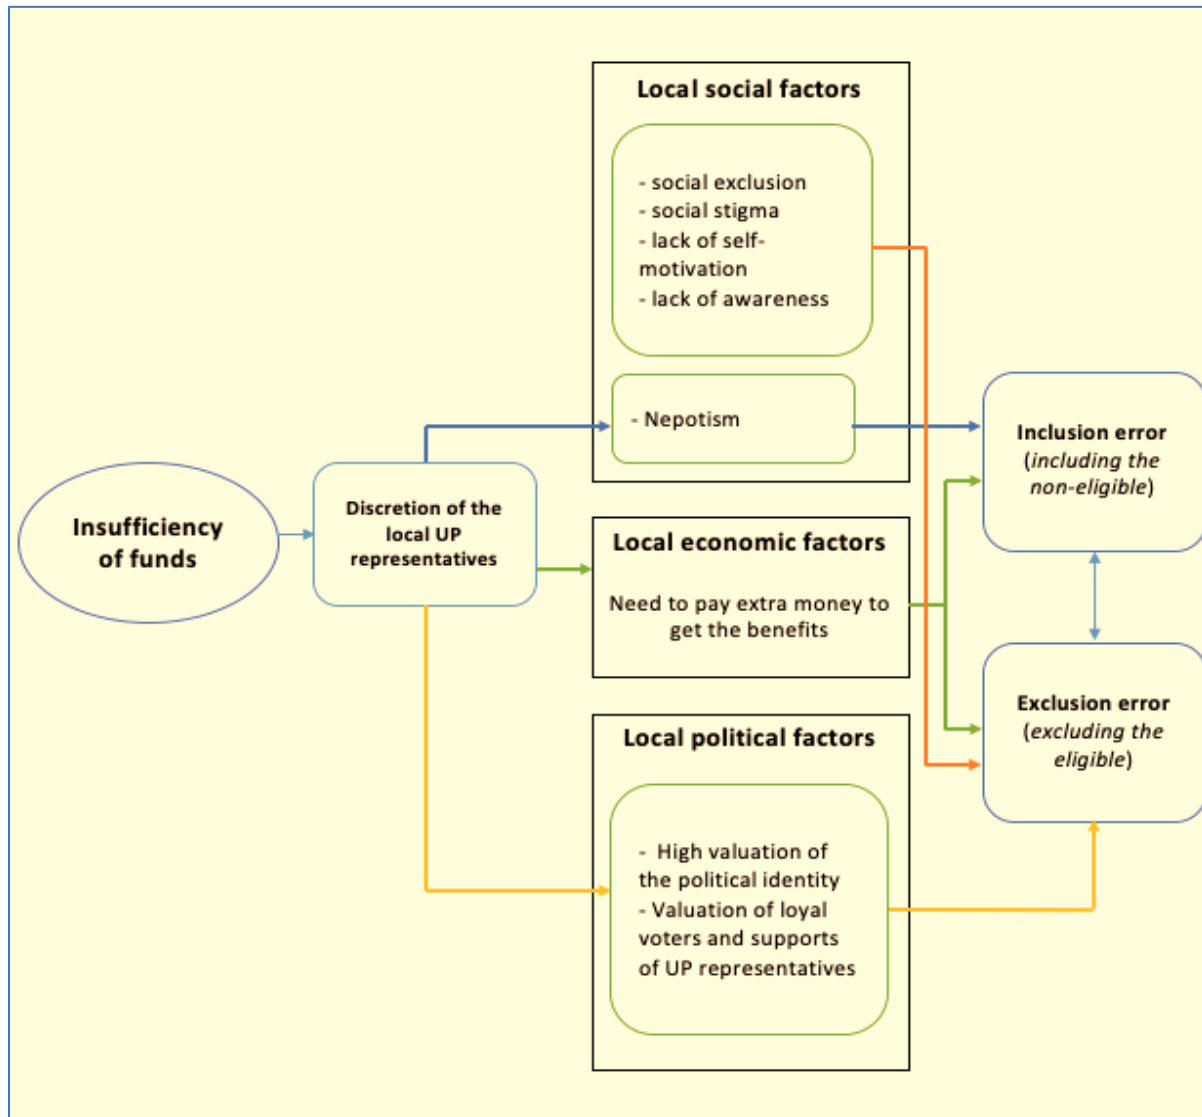 Insufficiency
of funds
Discretion of the
local UP
representatives
Local social factors
- social exclusion
- social stigma
- lack of self-
motivation
- lack of awareness
- Nepotism
Local economic factors
Need to pay extra money to
get the benefits
Local political factors
- High valuation of
the political identity
- Valuation of loyal
voters and supports
of UP representatives
Inclusion error
(including the
non-eligible)
Exclusion error
(excluding the
eligible)